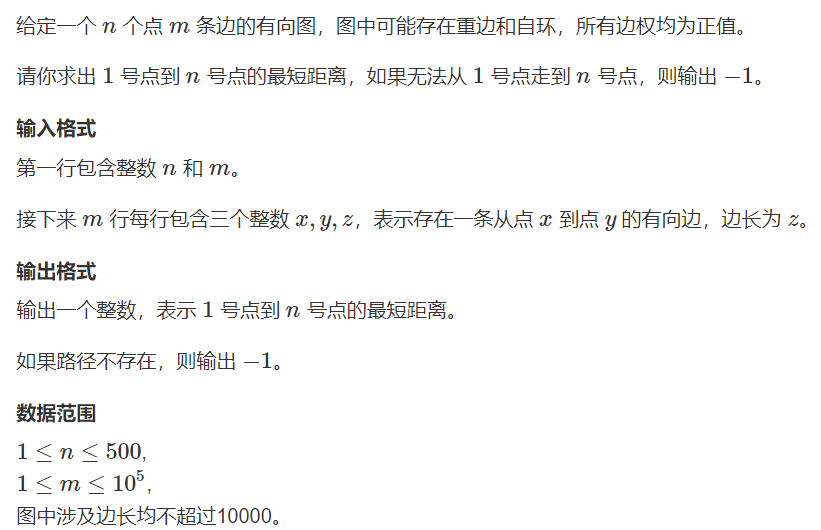 给定一个 n 个点 m 条边的有向图，图中可能存在重边和自环，所有边权均为正值。
请你求出 1 号点到 n 号点的最短距离，如果无法从 1 号点走到 n 号点，则输出 −1。
输入格式
第一行包含整数 n 和 m。
接下来 m 行每行包含三个整数 x, y, z，表示存在一条从点 x 到点 y 的有向边，边长为 z。
输出格式
输出一个整数，表示 1 号点到 n 号点的最短距离。
如果路径不存在，则输出 −1。
数据范围
1 ≤ n ≤ 500,
1 ≤ m ≤ 10⁵,
图中涉及边长均不超过10000。